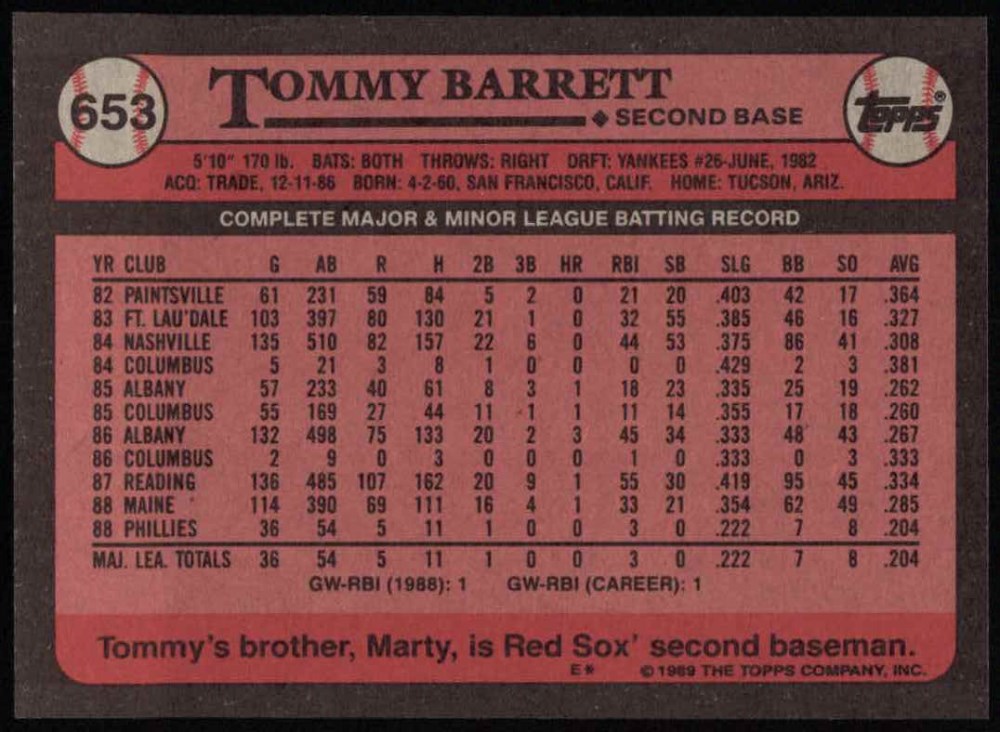 653
TOMMY BARRETT
◆ SECOND BASE
Topps®
5'10" 170 lb. BATS: BOTH THROWS: RIGHT DRFT: YANKEES #26-JUNE, 1982
ACQ: TRADE, 12-11-86 BORN: 4-2-60, SAN FRANCISCO, CALIF. HOME: TUCSON, ARIZ.
COMPLETE MAJOR & MINOR LEAGUE BATTING RECORD
YR CLUB G AB R H 2B 3B HR RBI SB SLG BB SO AVG
82 PAINTSVILLE 61 231 59 84 5 2 0 21 20 .403 42 17 .364
83 FT. LAU'DALE 103 397 80 130 21 1 0 32 55 .385 46 16 .327
84 NASHVILLE 135 510 82 157 22 6 0 44 53 .375 86 41 .308
84 COLUMBUS 5 21 3 8 1 0 0 0 0 .429 2 3 .381
85 ALBANY 57 233 40 61 8 3 1 18 23 .335 25 19 .262
85 COLUMBUS 55 169 27 44 11 1 1 11 14 .355 17 18 .260
86 ALBANY 132 498 75 133 20 2 3 45 34 .333 48 43 .267
86 COLUMBUS 2 9 0 3 0 0 0 1 0 .333 0 3 .333
87 READING 136 485 107 162 20 9 1 55 30 .419 95 45 .334
88 MAINE 114 390 69 111 16 4 1 33 21 .354 62 49 .285
88 PHILLIES 36 54 5 11 1 0 0 3 0 .222 7 8 .204
MAJ. LEA. TOTALS 36 54 5 11 1 0 0 3 0 .222 7 8 .204
GW-RBI (1988): 1 GW-RBI (CAREER): 1
Tommy's brother, Marty, is Red Sox' second baseman.
E* © 1989 THE TOPPS COMPANY, INC.